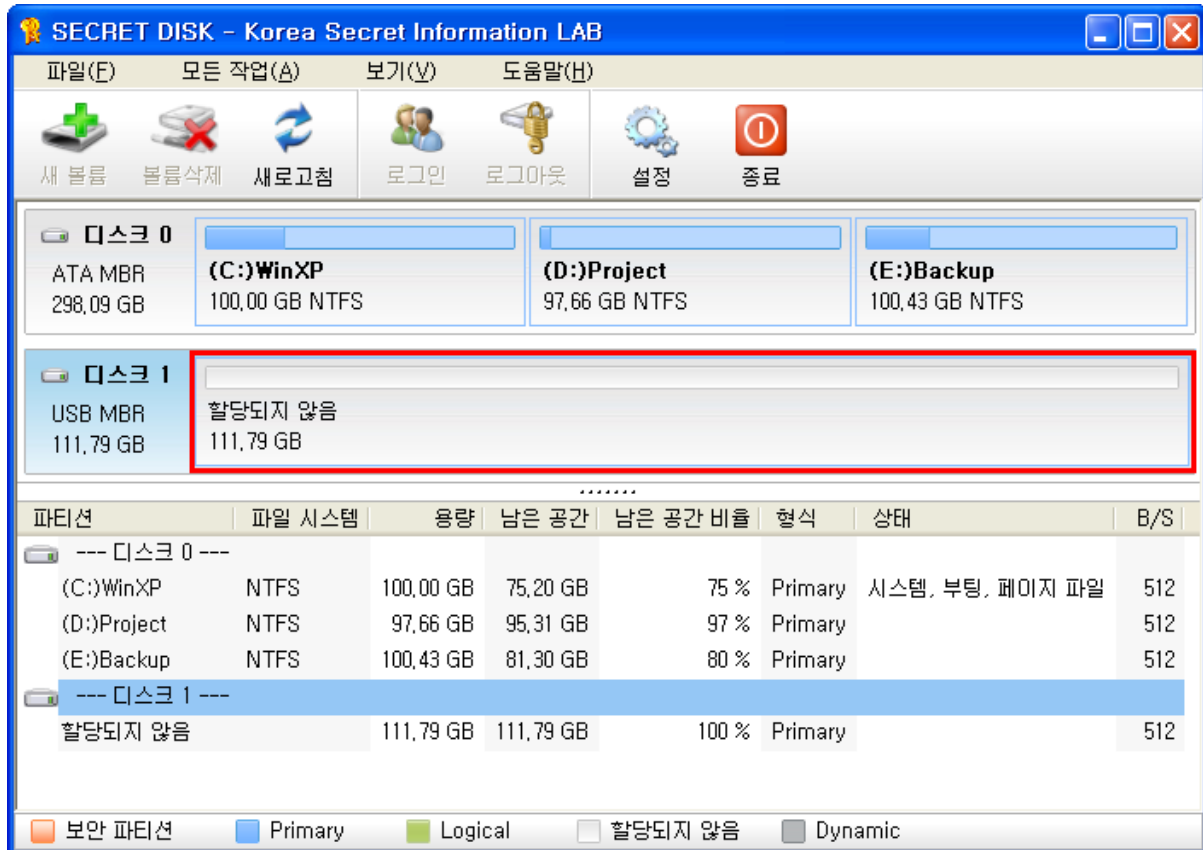 SECRET DISK - Korea Secret Information LAB
파일(F) 모든 작업(A) 보기(V) 도움말(H)
새 볼륨 볼륨삭제 새로고침 로그인 로그아웃 설정 종료
디스크 0
ATA MBR
298,09 GB
(C:)WinXP
100,00 GB NTFS
(D:)Project
97,66 GB NTFS
(E:)Backup
100,43 GB NTFS
디스크 1
USB MBR
111,79 GB
할당되지 않음
111,79 GB
파티션 파일 시스템 용량 남은 공간 남은 공간 비율 형식 상태 B/S
--- 디스크 0 ---
(C:)WinXP NTFS 100,00 GB 75,20 GB 75 % Primary 시스템, 부팅, 페이지 파일 512
(D:)Project NTFS 97,66 GB 95,31 GB 97 % Primary 512
(E:)Backup NTFS 100,43 GB 81,30 GB 80 % Primary 512
--- 디스크 1 ---
할당되지 않음 111,79 GB 111,79 GB 100 % Primary 512
보안 파티션 Primary Logical 할당되지 않음 Dynamic